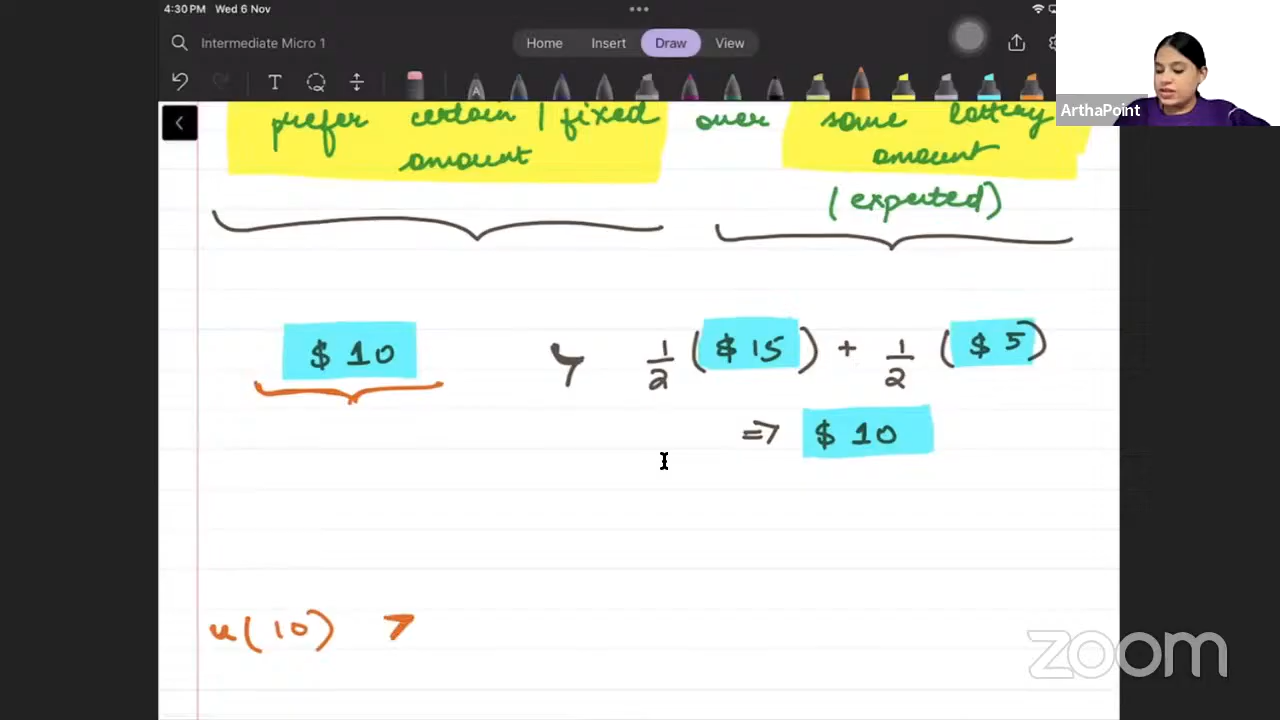 4:30 PM Wed 6 Nov
Intermediate Micro 1
Home Insert Draw View
ArthaPoint
prefer certain / fixed over some lottery
amount amount
(expected)
$ 10 ≻ 1/2 ($ 15) + 1/2 ($ 5)
=> $ 10
u(10) >
zoom